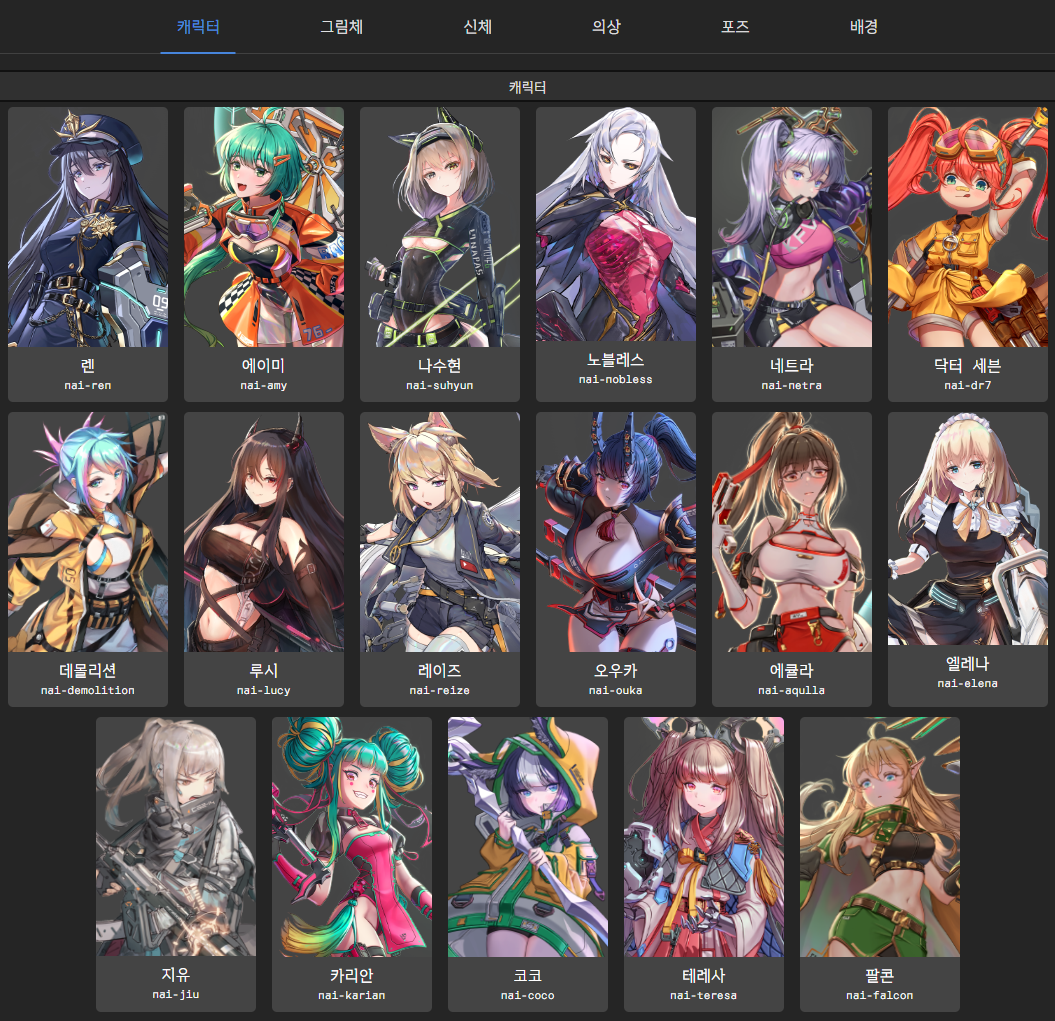 캐릭터 그림체 신체 의상 포즈 배경
캐릭터
09
76
렌 에이미 나수현 노블레스 네트라 닥터 세븐
nai-ren nai-amy nai-suhyun nai-nobless nai-netra nai-dr7
05
데몰리션 루시 레이즈 오우카 에큘라 엘레나
nai-demolition nai-lucy nai-reize nai-ouka nai-aqulla nai-elena
지유 카리안 코코 테레사 팔콘
nai-jiu nai-karian nai-coco nai-teresa nai-falcon